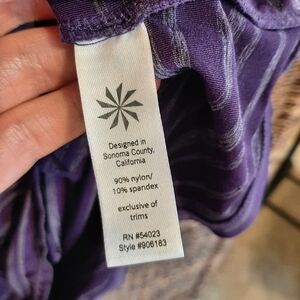 Designed in
Sonoma County,
California
90% nylon/
10% spandex
exclusive of
trims
RN #54023
Style #906183